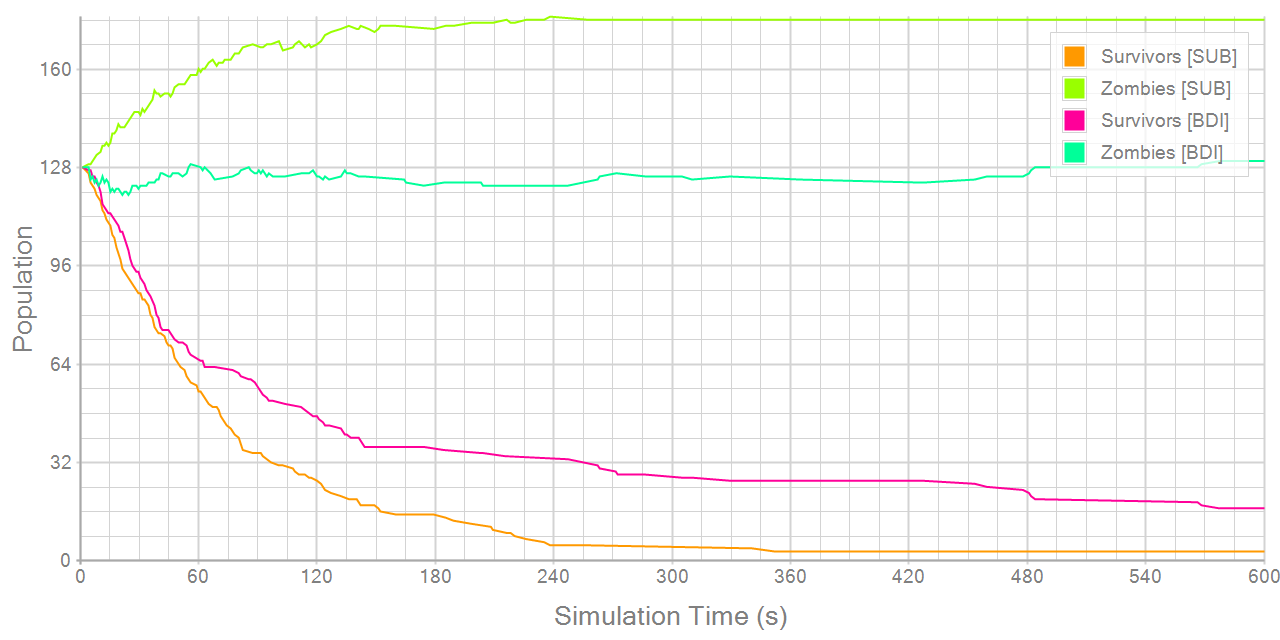 160
128
96
64
32
0
Population
0 60 120 180 240 300 360 420 480 540 600
Simulation Time (s)
Survivors [SUB]
Zombies [SUB]
Survivors [BDI]
Zombies [BDI]